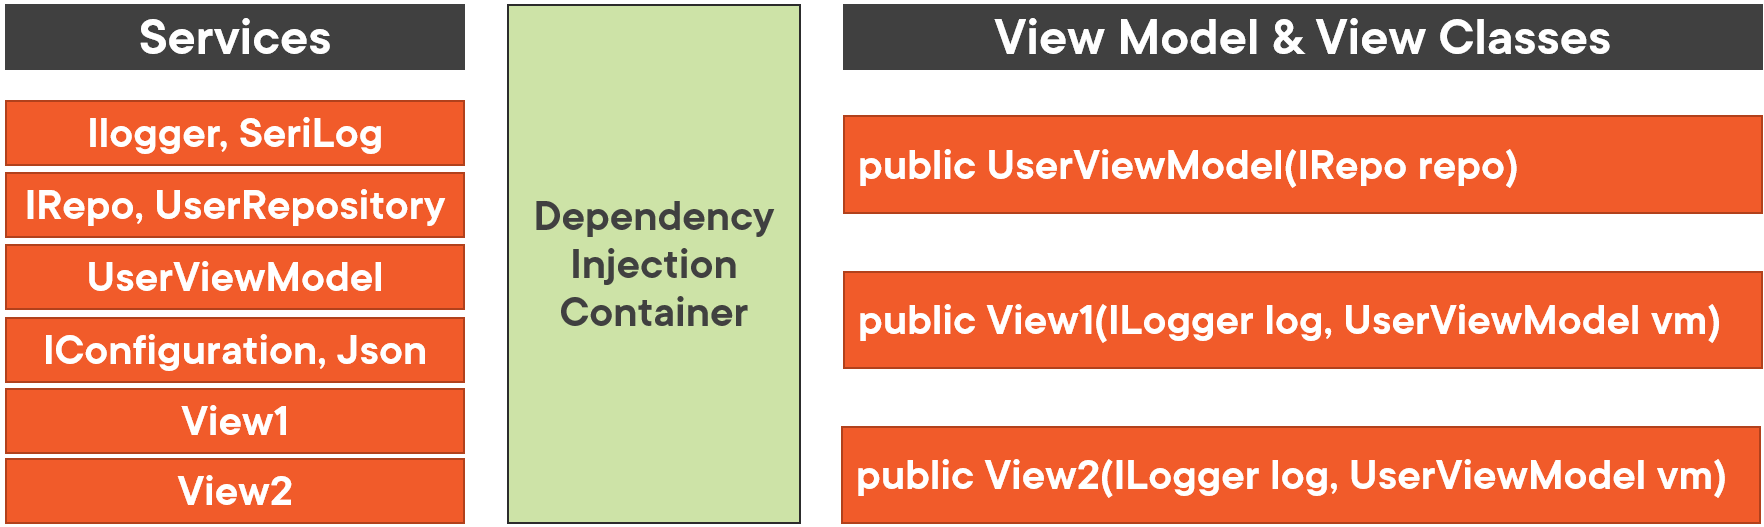 Services
Ilogger, SeriLog
IRepo, UserRepository
UserViewModel
IConfiguration, Json
View1
View2
Dependency
Injection
Container
View Model & View Classes
public UserViewModel(IRepo repo)
public View1(ILogger log, UserViewModel vm)
public View2(ILogger log, UserViewModel vm)